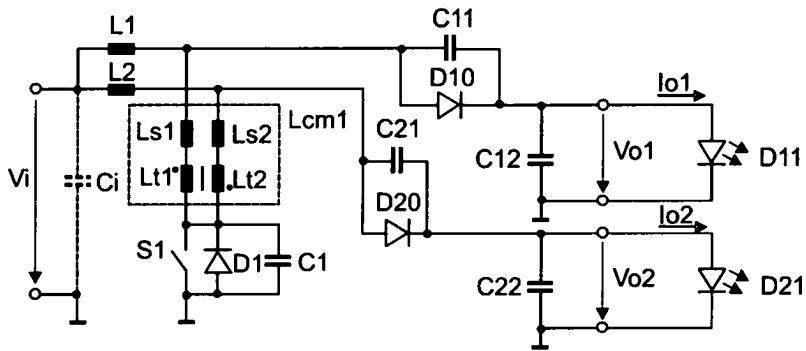 L1
C11
L2
D10
Io1
Ls1
Ls2
Lcm1
C21
Vi
Ci
Lt1
Lt2
C12
Vo1
D11
D20
Io2
S1
D1
C1
C22
Vo2
D21